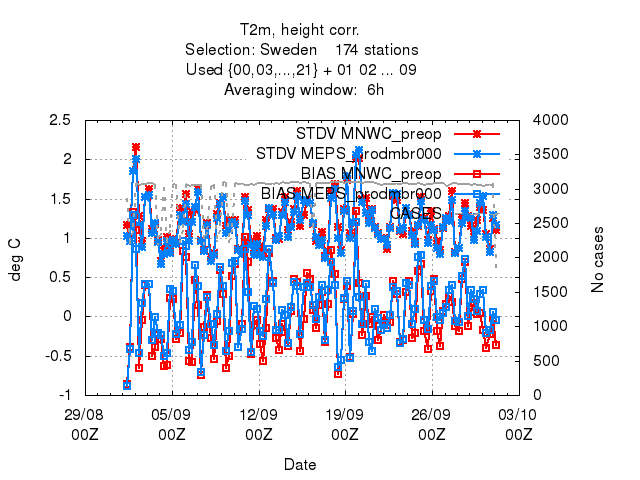 T2m, height corr.
Selection: Sweden 174 stations
Used {00,03,...,21} + 01 02 ... 09
Averaging window: 6h
2.5 4000
STDV MNWC_preop
2 3500
STDV MEPS_prodmbr000
BIAS MNWC_preop
1.5 3000
BIAS MEPS_prodmbr000
CASES
1 2500
2000
0.5 1500
0 1000
-0.5 500
-1 0
deg C
No cases
29/08 05/09 12/09 19/09 26/09 03/10
00Z 00Z 00Z 00Z 00Z 00Z
Date